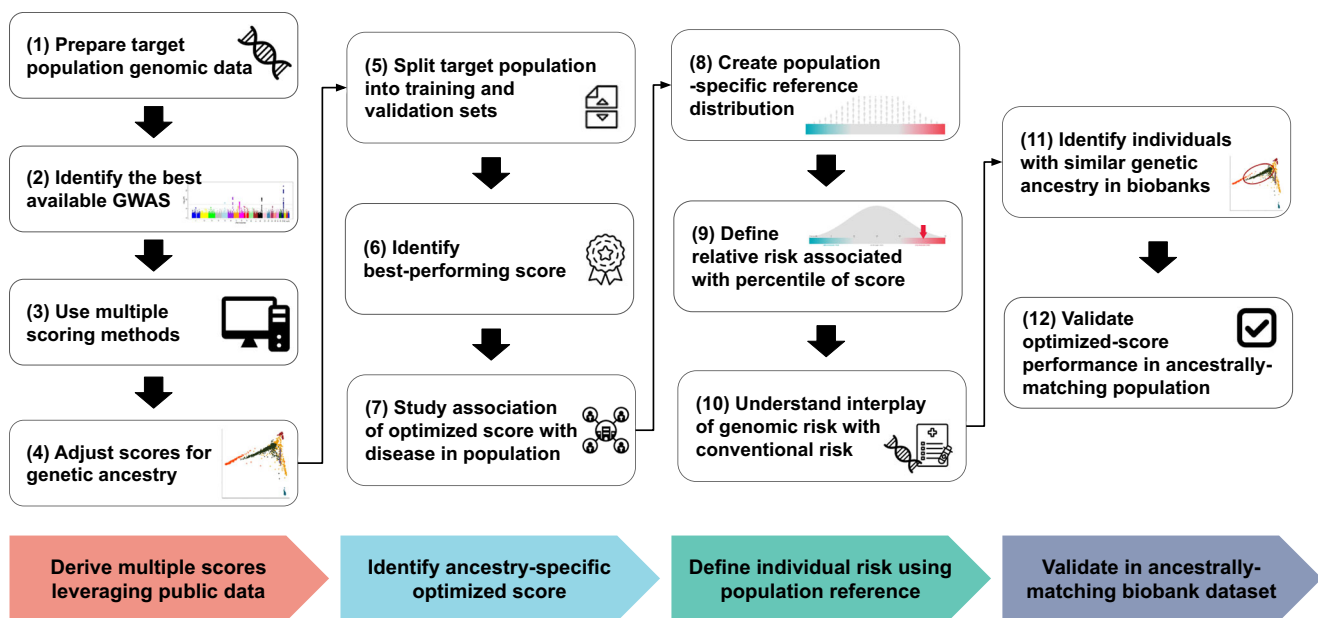 (1) Prepare target
population genomic data
(2) Identify the best
available GWAS
(3) Use multiple
scoring methods
(4) Adjust scores for
genetic ancestry
(5) Split target population
into training and
validation sets
(6) Identify
best-performing score
(7) Study association
of optimized score with
disease in population
(8) Create population
-specific reference
distribution
(9) Define
relative risk associated
with percentile of score
(10) Understand interplay
of genomic risk with
conventional risk
(11) Identify individuals
with similar genetic
ancestry in biobanks
(12) Validate
optimized-score
performance in ancestrally-
matching population
Derive multiple scores
leveraging public data
Identify ancestry-specific
optimized score
Define individual risk using
population reference
Validate in ancestrally-
matching biobank dataset